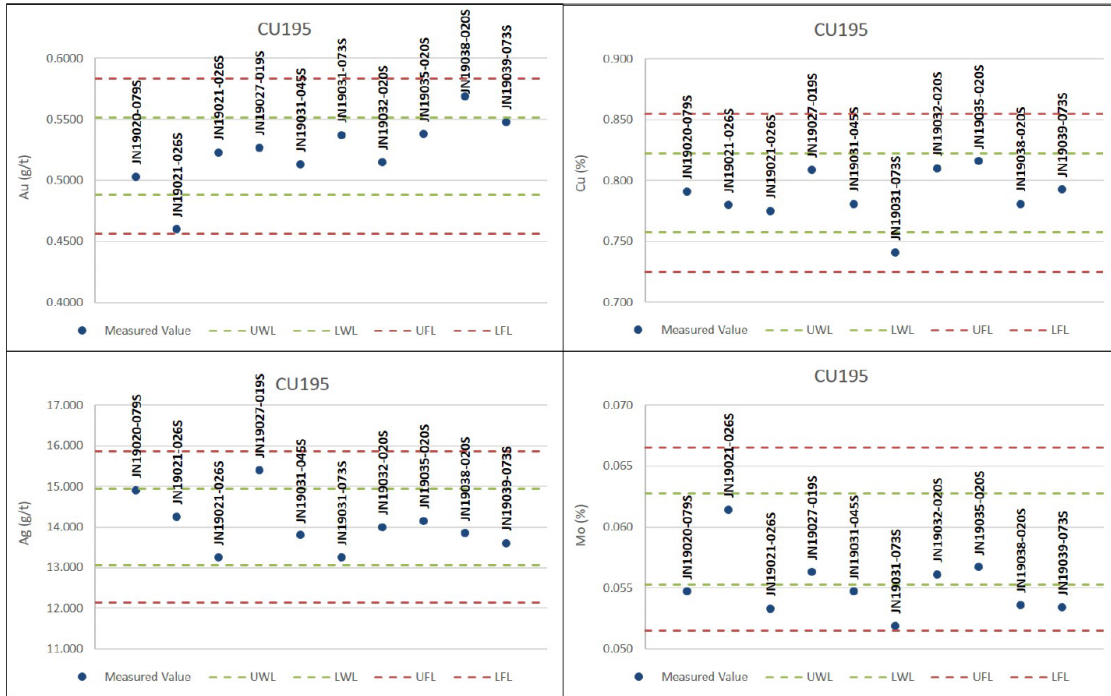 CU195
Au (g/t)
0.6000
0.5500
0.5000
0.4500
0.4000
JN19020-079S
JN19021-026S
JN19021-026S
JN19027-019S
JN19031-045S
JN19031-073S
JN19032-020S
JN19035-020S
JN19038-020S
JN19039-073S
Measured Value UWL LWL UFL LFL
CU195
Cu (%)
0.900
0.850
0.800
0.750
0.700
JN19020-079S
JN19021-026S
JN19021-026S
JN19027-019S
JN19031-045S
JN19031-073S
JN19032-020S
JN19035-020S
JN19038-020S
JN19039-073S
Measured Value UWL LWL UFL LFL
CU195
Ag (g/t)
17.000
16.000
15.000
14.000
13.000
12.000
11.000
JN19020-079S
JN19021-026S
JN19021-026S
JN19027-019S
JN19031-045S
JN19031-073S
JN19032-020S
JN19035-020S
JN19038-020S
JN19039-073S
Measured Value UWL LWL UFL LFL
CU195
Mo (%)
0.070
0.065
0.060
0.055
0.050
JN19020-079S
JN19021-026S
JN19021-026S
JN19027-019S
JN19031-045S
JN19031-073S
JN19032-020S
JN19035-020S
JN19038-020S
JN19039-073S
Measured Value UWL LWL UFL LFL